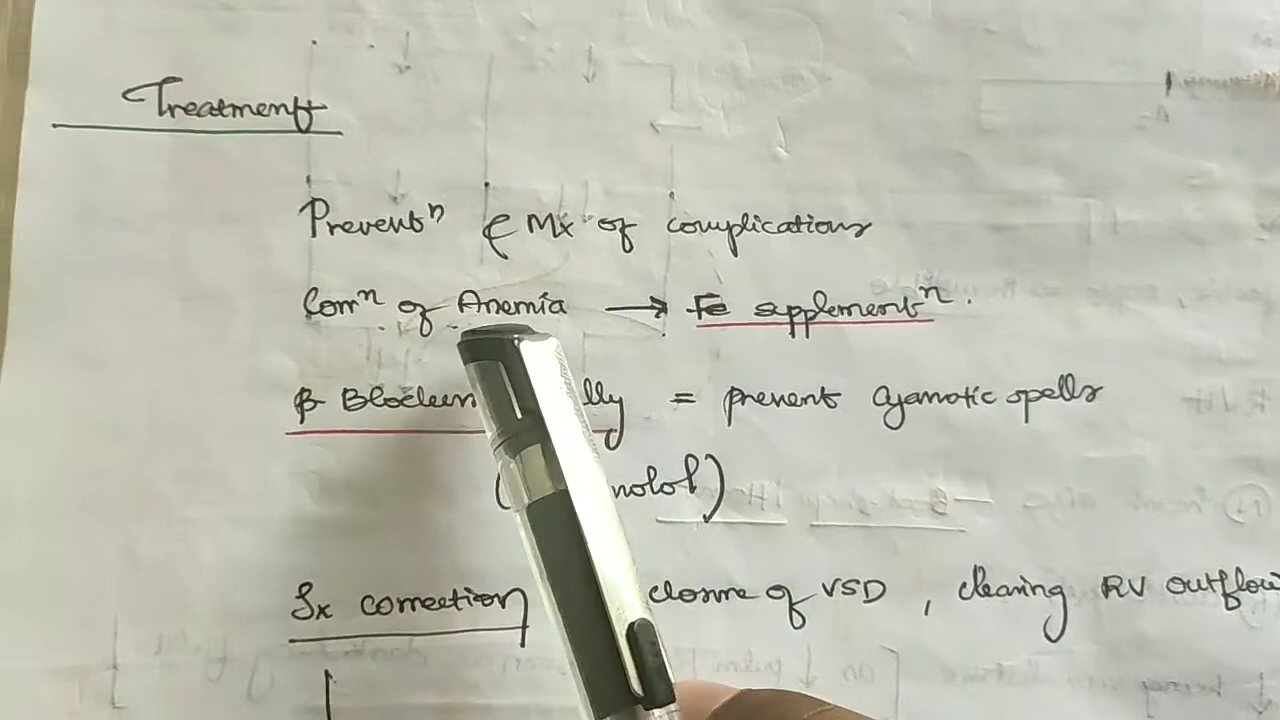 Treatment
Preventⁿ & Mx of complications
Corrⁿ of Anemia → Fe supplementⁿ.
β Blockers lly = prevent cyanotic spells
( nolol)
Sx correction closure of VSD, clearing RV outflow